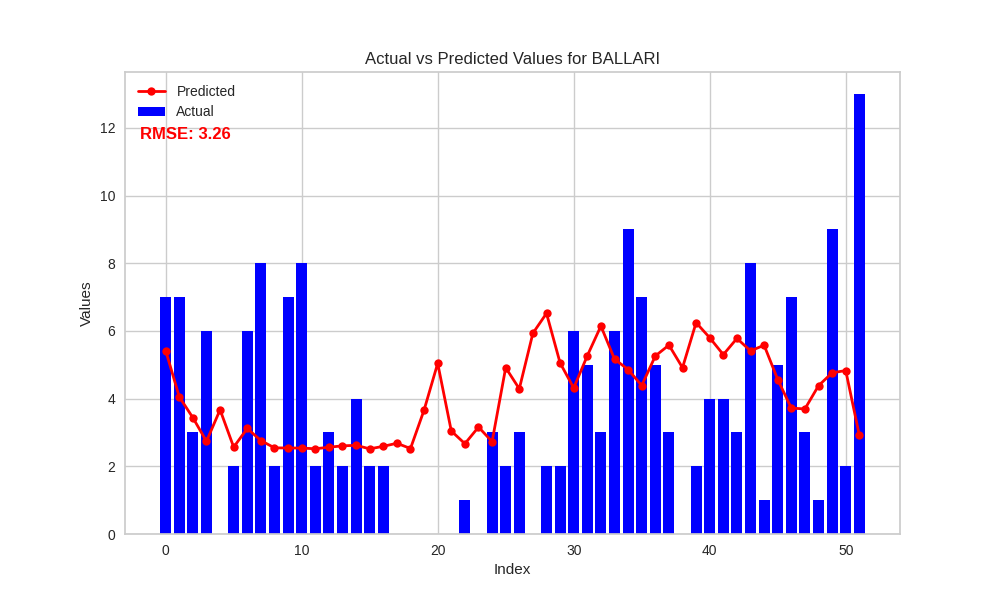 Actual vs Predicted Values for BALLARI
Predicted
Actual
RMSE: 3.26
Values
12
10
8
6
4
2
0
0 10 20 30 40 50
Index